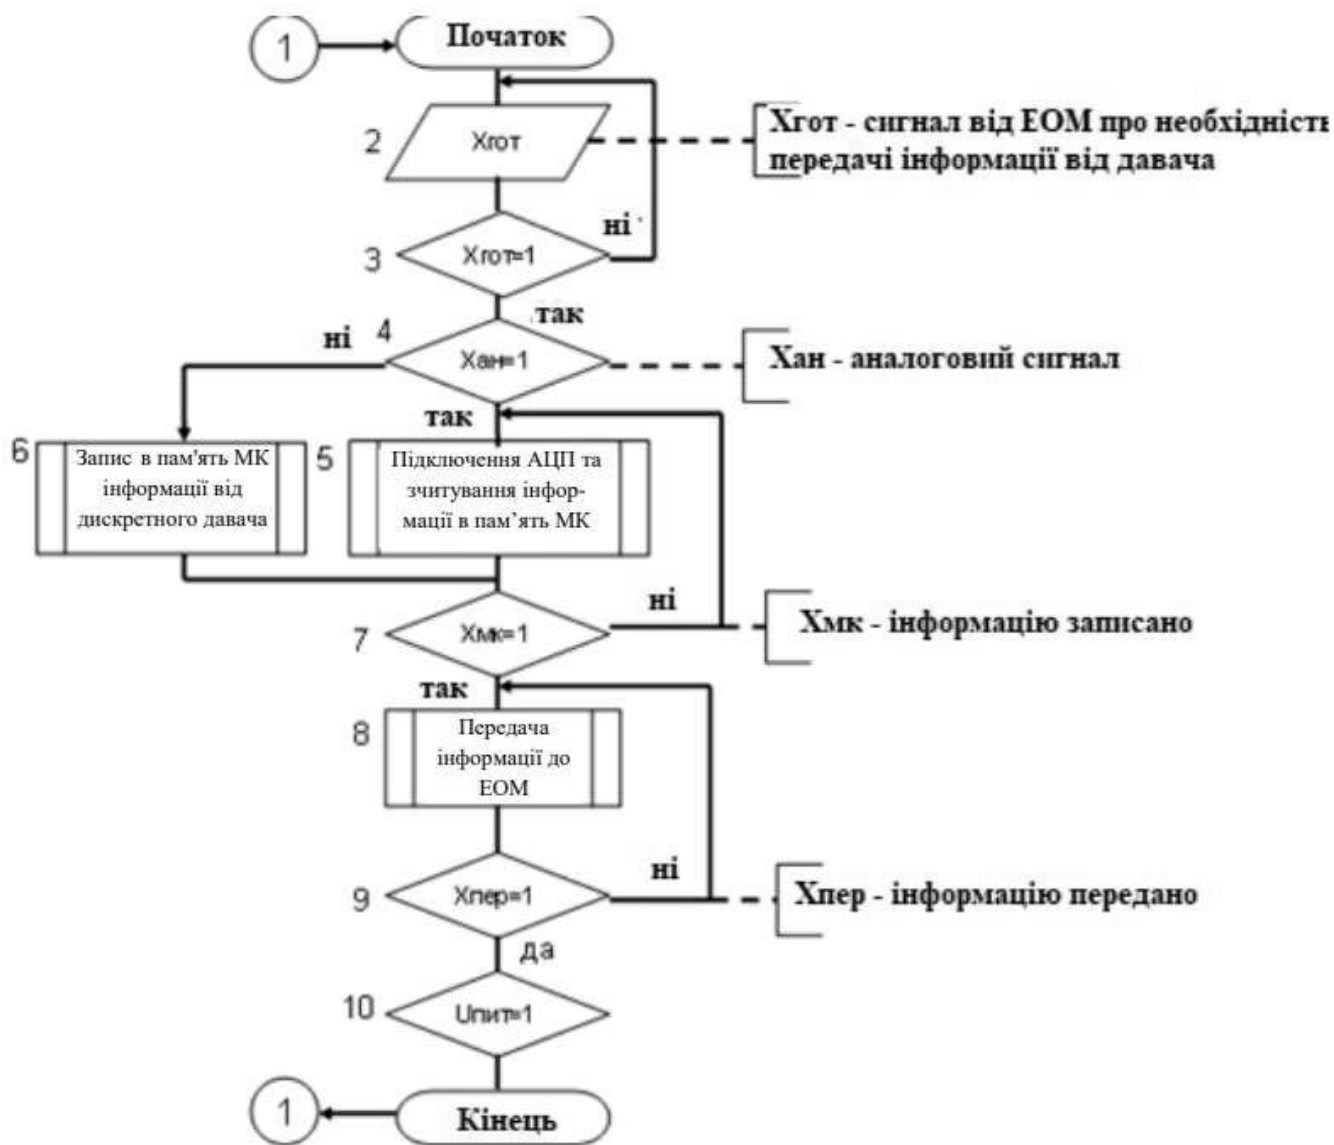 1
Початок
2
Хгот
Хгот - сигнал від ЕОМ про необхідність
передачі інформації від давача
3
Хгот=1
ні
так
4
ні
Хан=1
Хан - аналоговий сигнал
так
6
Запис в пам'ять МК
інформації від
дискретного давача
5
Підключення АЦП та
зчитування інфор-
мації в пам’ять МК
7
Хмк=1
ні
Хмк - інформацію записано
так
8
Передача
інформації до
ЕОМ
9
Хпер=1
ні
Хпер - інформацію передано
да
10
Uпит=1
1
Кінець